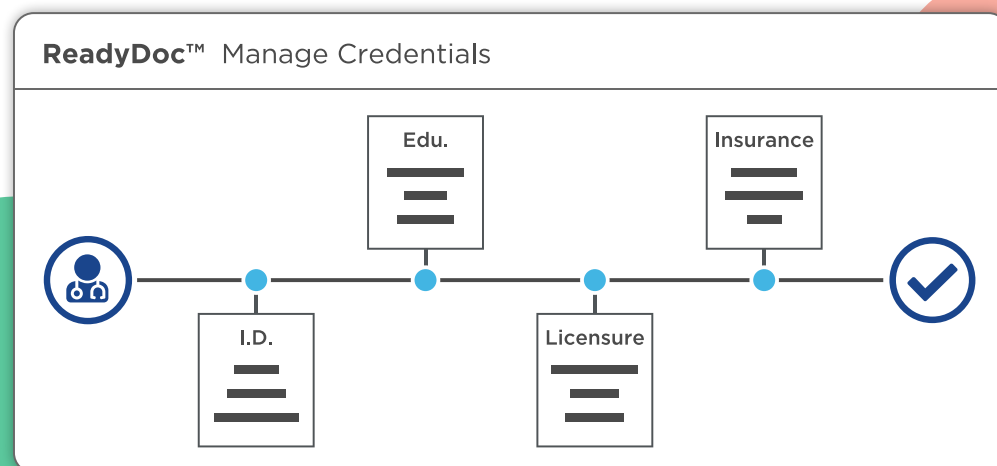 ReadyDoc™ Manage Credentials
Edu.
Insurance
I.D.
Licensure